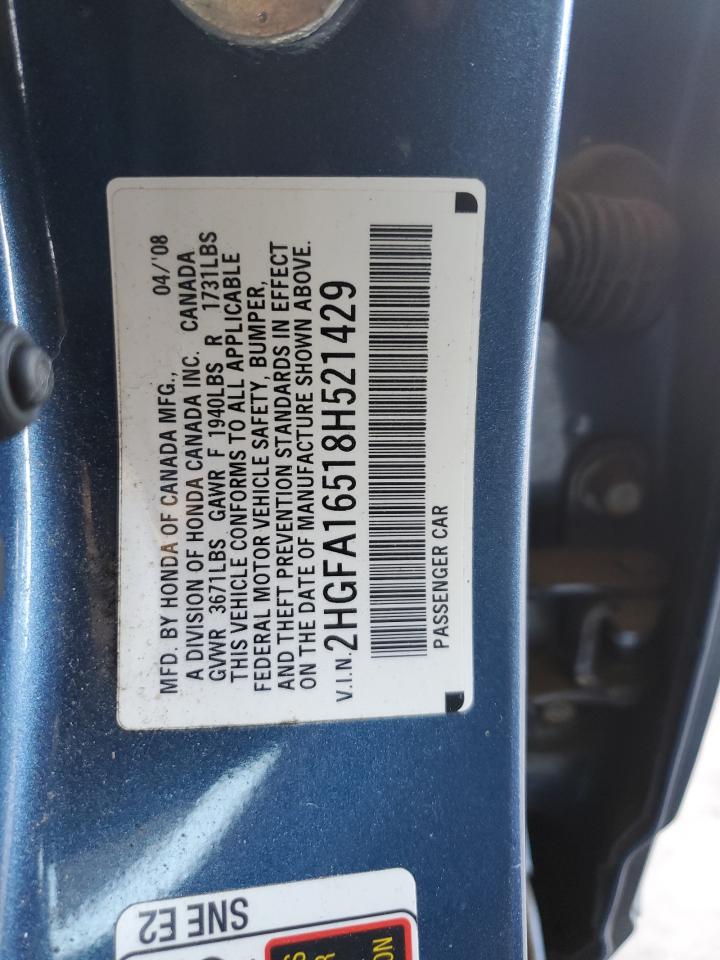 MFD. BY HONDA OF CANADA MFG., 04/'08
A DIVISION OF HONDA CANADA INC. CANADA
GVWR 3671LBS GAWR F 1940LBS R 1731LBS
THIS VEHICLE CONFORMS TO ALL APPLICABLE
FEDERAL MOTOR VEHICLE SAFETY, BUMPER,
AND THEFT PREVENTION STANDARDS IN EFFECT
ON THE DATE OF MANUFACTURE SHOWN ABOVE.
V.I.N. 2HGFA16518H521429
PASSENGER CAR
SNE E2